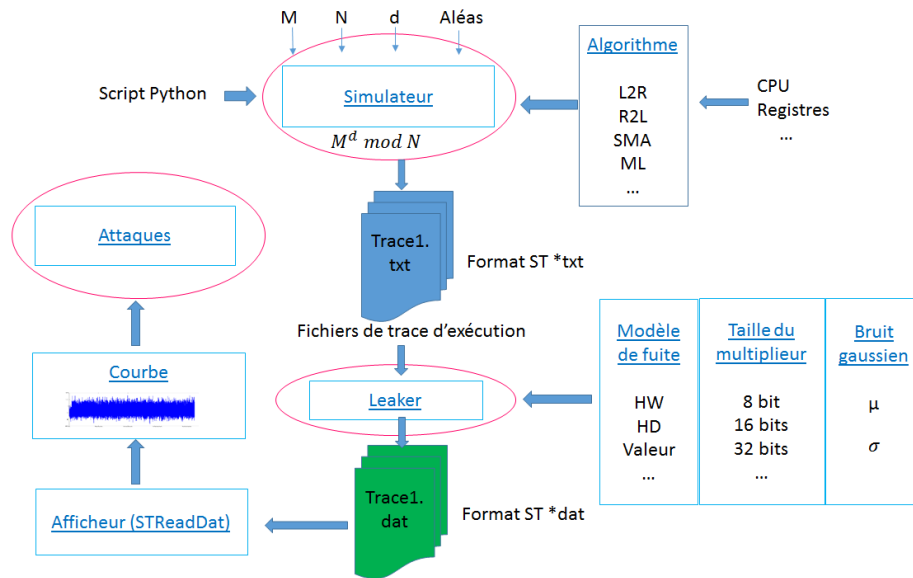 M N d Aléas
Script Python
Simulateur
M^d mod N
Algorithme
L2R
R2L
SMA
ML
...
CPU
Registres
...
Trace1.
txt
Format ST *txt
Fichiers de trace d'exécution
Attaques
Courbe
Afficheur (STReadDat)
Leaker
Trace1.
dat
Format ST *dat
Modèle
de fuite
HW
HD
Valeur
...
Taille du
multiplieur
8 bit
16 bits
32 bits
...
Bruit
gaussien
μ
σ